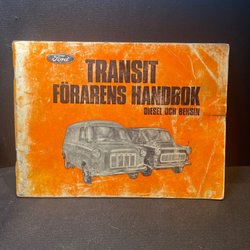 Ford
TRANSIT
FÖRARENS HANDBOK
DIESEL OCH BENSIN